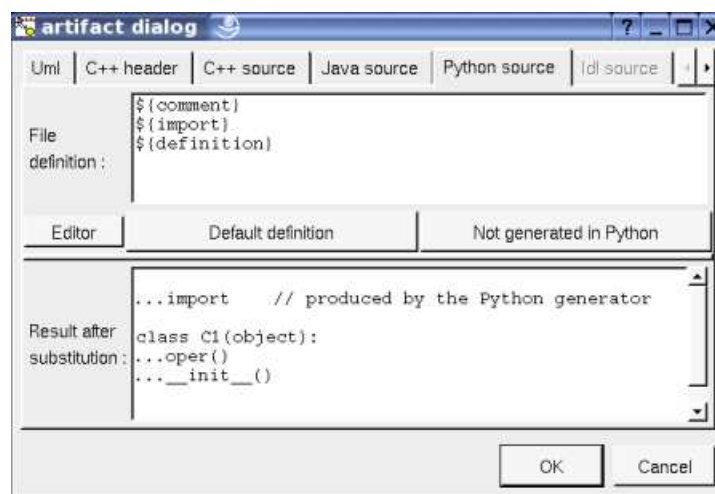 artifact dialog
Uml C++ header C++ source Java source Python source Idl source
File definition :
${comment}
${import}
${definition}
Editor Default definition Not generated in Python
Result after substitution :
...import // produced by the Python generator
class C1(object):
...oper()
...__init__()
OK Cancel